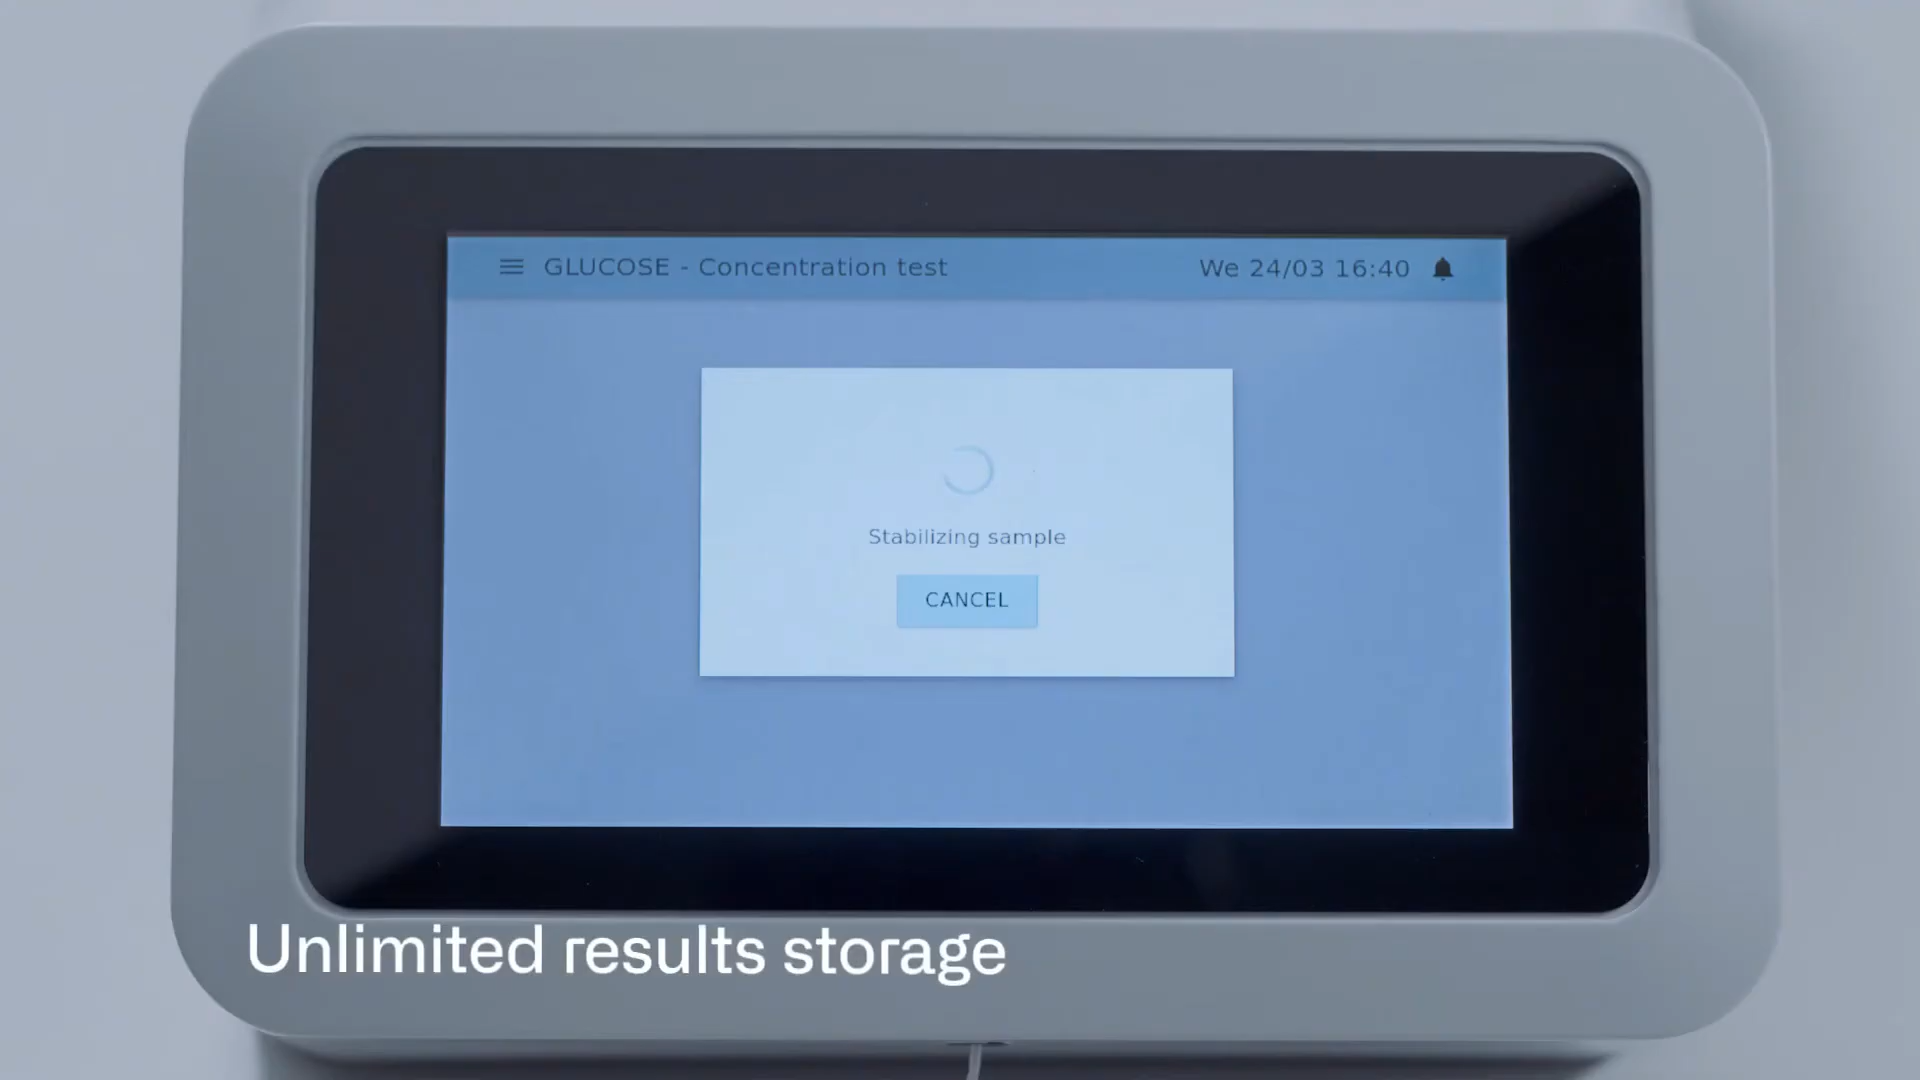 GLUCOSE - Concentration test
We 24/03 16:40
Stabilizing sample
CANCEL
Unlimited results storage